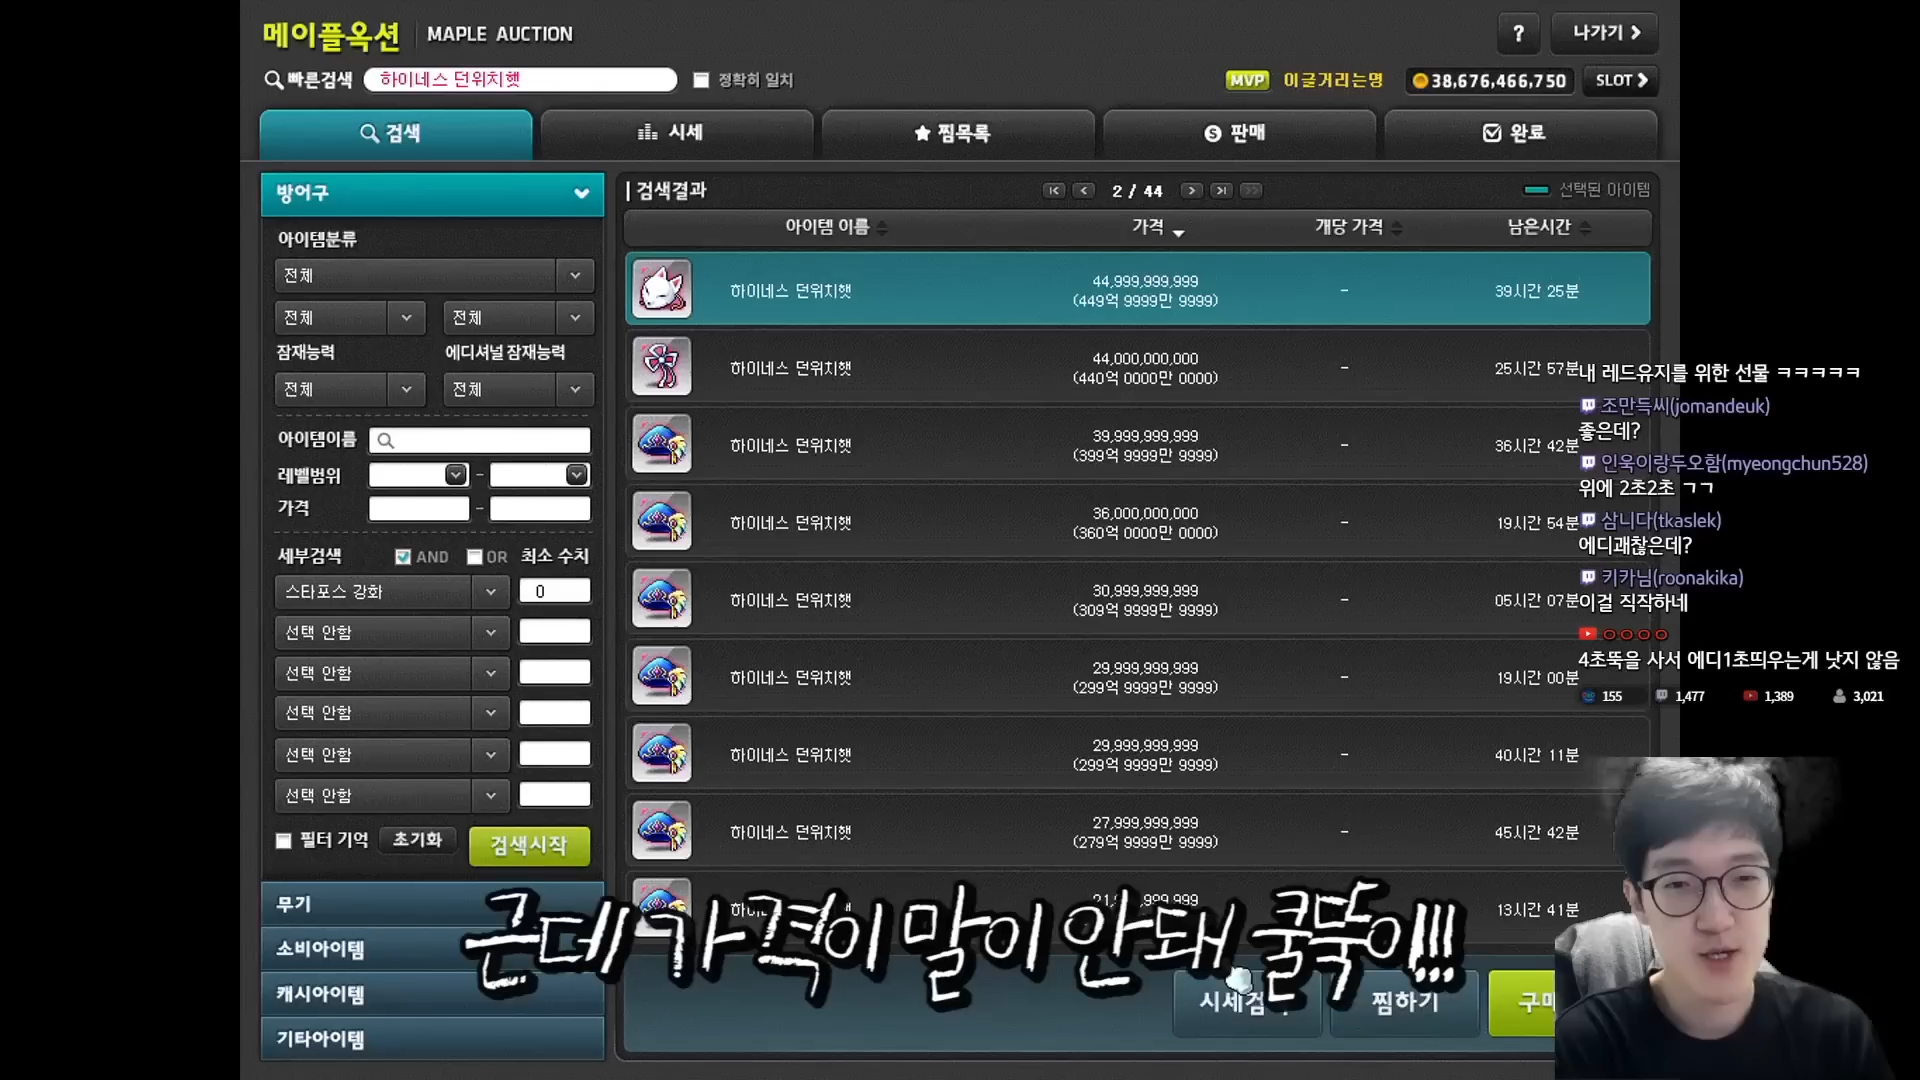 메이플옥션 MAPLE AUCTION
? 나가기
빠른검색 하이네스 던위치햇 정확히 일치
MVP 이글거리는명 38,676,466,750 SLOT
검색 시세 찜목록 판매 완료
방어구
아이템분류
전체
전체 전체
잠재능력 에디셔널 잠재능력
전체 전체
아이템이름
레벨범위 -
가격 -
세부검색 AND OR 최소 수치
스타포스 강화 0
선택 안함
선택 안함
선택 안함
선택 안함
선택 안함
필터 기억 초기화 검색시작
무기
소비아이템
캐시아이템
기타아이템
검색결과 2 / 44 선택된 아이템
아이템 이름 가격 개당 가격 남은시간
하이네스 던위치햇 44,999,999,999 - 39시간 25분
(449억 9999만 9999)
하이네스 던위치햇 44,000,000,000 - 25시간 57분
(440억 0000만 0000)
하이네스 던위치햇 39,999,999,999 - 36시간 42분
(399억 9999만 9999)
하이네스 던위치햇 36,000,000,000 - 19시간 54분
(360억 0000만 0000)
하이네스 던위치햇 30,999,999,999 - 05시간 07분
(309억 9999만 9999)
하이네스 던위치햇 29,999,999,999 - 19시간 00분
(299억 9999만 9999)
하이네스 던위치햇 29,999,999,999 - 40시간 11분
(299억 9999만 9999)
하이네스 던위치햇 27,999,999,999 - 45시간 42분
(279억 9999만 9999)
13시간 41분
근데 가격이 말이 안돼 쿨뚝이!!!
찜하기
내 레드유지를 위한 선물 ㅋㅋㅋㅋㅋ
조만득씨(jomandeuk)
좋은데?
인욱이랑두오함(myeongchun528)
위에 2초2초 ㄱㄱ
삼니다(tkaslek)
에디괜찮은데?
키카님(roonakika)
이걸 직작하네
ㅇㅇㅇㅇ
4초뚝을 사서 에디1초띄우는게 낫지 않음
155 1,477 1,389 3,021